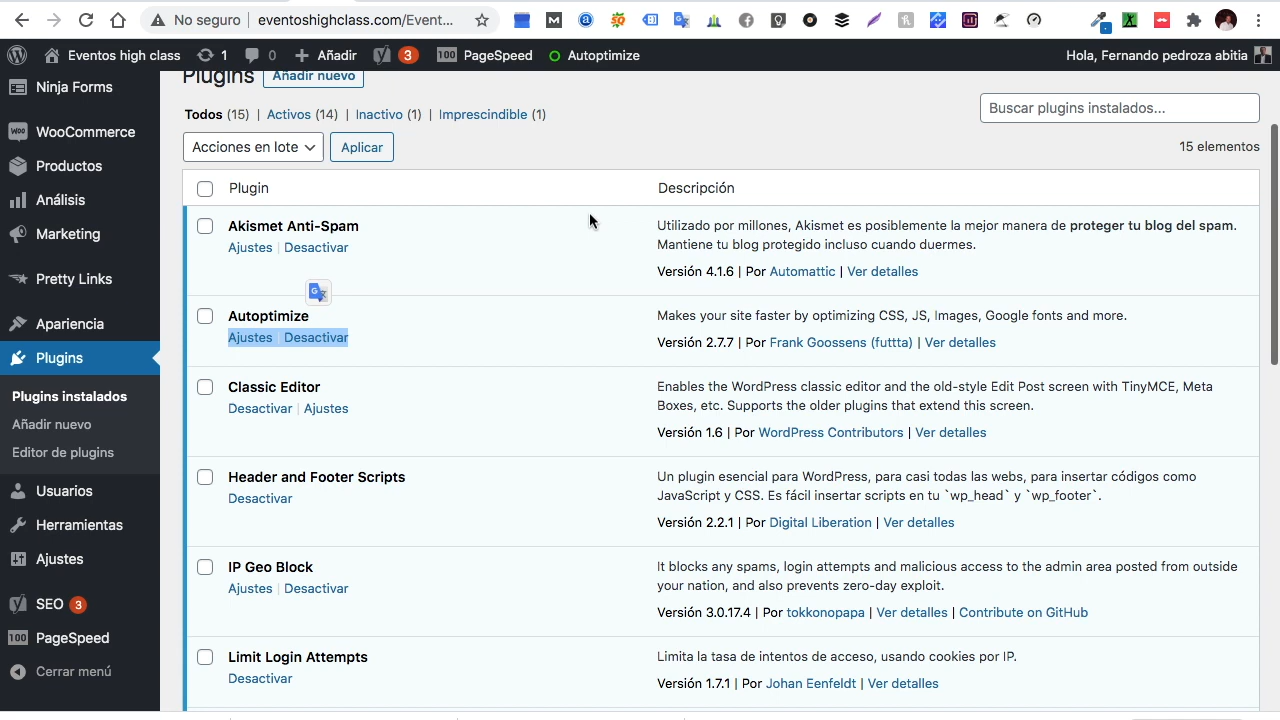 No seguro eventoshighclass.com/Event...
Eventos high class 1 0 Añadir 3 100 PageSpeed Autoptimize Hola, Fernando pedroza abitia
Ninja Forms
WooCommerce
Productos
Análisis
Marketing
Pretty Links
Apariencia
Plugins
Plugins instalados
Añadir nuevo
Editor de plugins
Usuarios
Herramientas
Ajustes
SEO 3
100 PageSpeed
Cerrar menú
Plugins Añadir nuevo
Todos (15) | Activos (14) | Inactivo (1) | Imprescindible (1)
Buscar plugins instalados...
Acciones en lote Aplicar
15 elementos
Plugin Descripción
Akismet Anti-Spam
Ajustes | Desactivar
Utilizado por millones, Akismet es posiblemente la mejor manera de proteger tu blog del spam.
Mantiene tu blog protegido incluso cuando duermes.
Versión 4.1.6 | Por Automattic | Ver detalles
Autoptimize
Ajustes | Desactivar
Makes your site faster by optimizing CSS, JS, Images, Google fonts and more.
Versión 2.7.7 | Por Frank Goossens (futtta) | Ver detalles
Classic Editor
Desactivar | Ajustes
Enables the WordPress classic editor and the old-style Edit Post screen with TinyMCE, Meta
Boxes, etc. Supports the older plugins that extend this screen.
Versión 1.6 | Por WordPress Contributors | Ver detalles
Header and Footer Scripts
Desactivar
Un plugin esencial para WordPress, para casi todas las webs, para insertar códigos como
JavaScript y CSS. Es fácil insertar scripts en tu `wp_head` y `wp_footer`.
Versión 2.2.1 | Por Digital Liberation | Ver detalles
IP Geo Block
Ajustes | Desactivar
It blocks any spams, login attempts and malicious access to the admin area posted from outside
your nation, and also prevents zero-day exploit.
Versión 3.0.17.4 | Por tokkonopapa | Ver detalles | Contribute on GitHub
Limit Login Attempts
Desactivar
Limita la tasa de intentos de acceso, usando cookies por IP.
Versión 1.7.1 | Por Johan Eenfeldt | Ver detalles